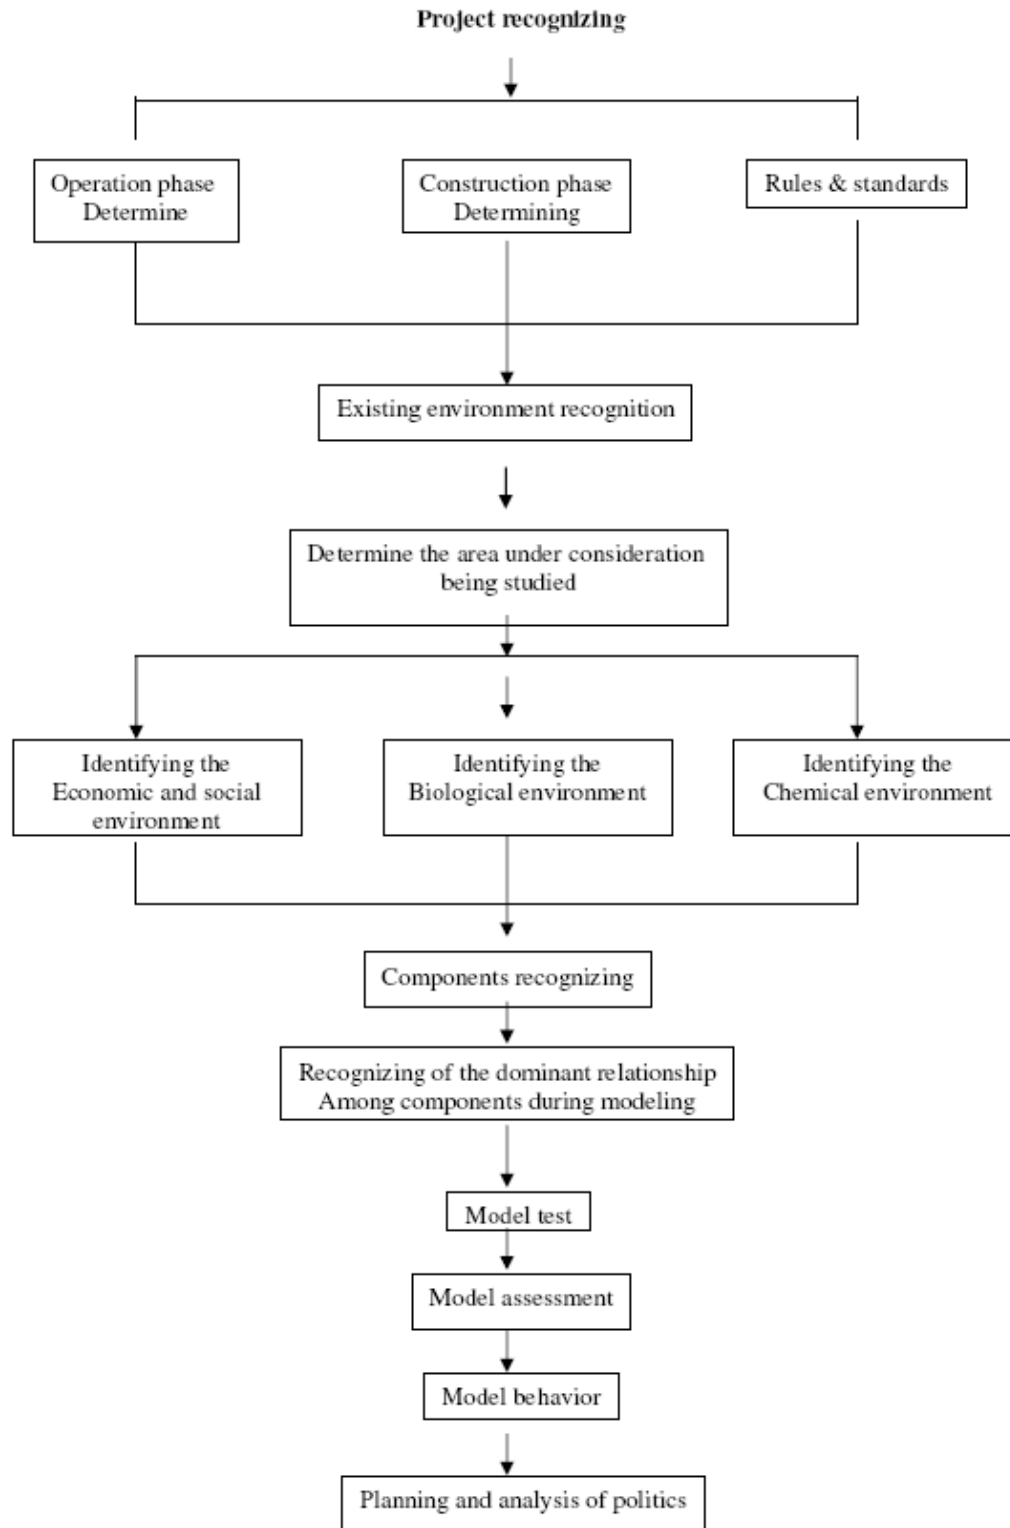 Project recognizing
Operation phase
Determine
Construction phase
Determining
Rules & standards
Existing environment recognition
Determine the area under consideration
being studied
Identifying the
Economic and social
environment
Identifying the
Biological environment
Identifying the
Chemical environment
Components recognizing
Recognizing of the dominant relationship
Among components during modeling
Model test
Model assessment
Model behavior
Planning and analysis of politics